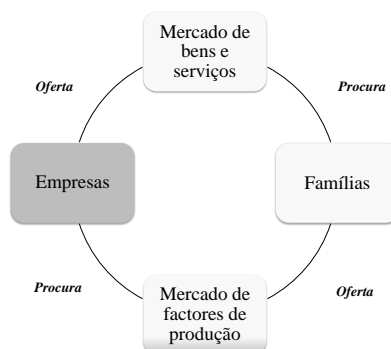 Mercado de
bens e
serviços
Oferta
Procura
Empresas
Famílias
Procura
Oferta
Mercado de
factores de
produção